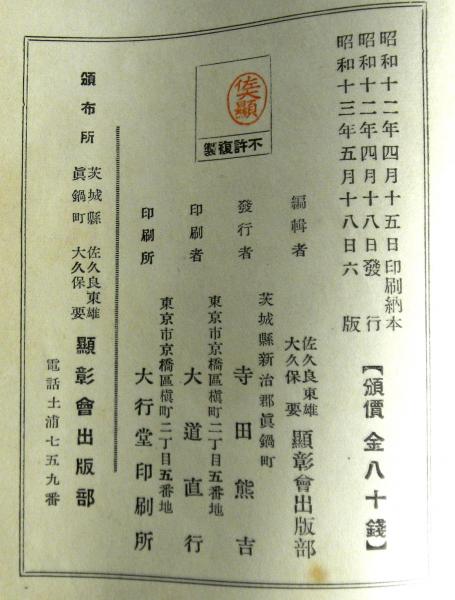 昭和十二年四月十五日印刷納本
昭和十二年四月十八日發行
昭和十三年五月十八日六版
【頒價 金八十錢】
佐大顯
不許複製
編輯者 佐久良東雄 大久保要 顯彰會出版部
茨城縣新治郡眞鍋町
發行者 寺田熊吉
東京市京橋區槇町二丁目五番地
印刷者 大道直行
東京市京橋區槇町二丁目五番地
印刷所 大行堂印刷所
頒布所 茨城縣眞鍋町 佐久良東雄 大久保要 顯彰會出版部
電話土浦七五九番